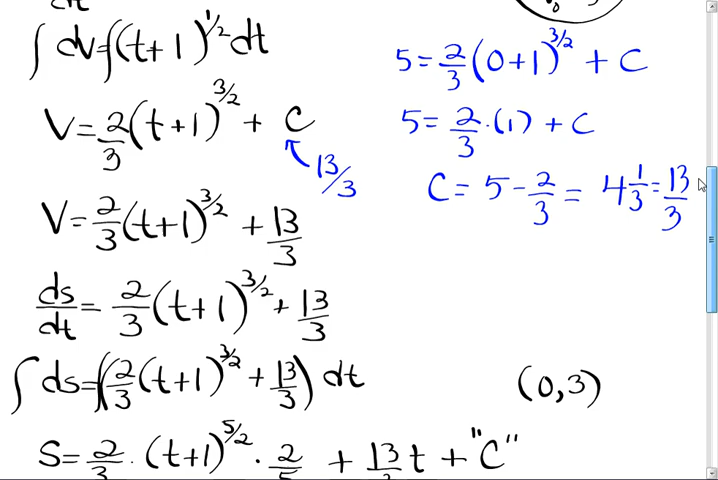 dt
∫ dv=∫(t+1)^1/2 dt
V=2/3(t+1)^3/2 + C
13/3
V=2/3(t+1)^3/2 + 13/3
ds/dt = 2/3(t+1)^3/2 + 13/3
∫ ds=∫(2/3(t+1)^3/2 + 13/3) dt
S=2/3 · (t+1)^5/2 · 2/5 + 13/3 t + "C"
5=2/3(0+1)^3/2 + C
5=2/3·(1) + C
C = 5-2/3 = 4 1/3=13/3
(0,3)